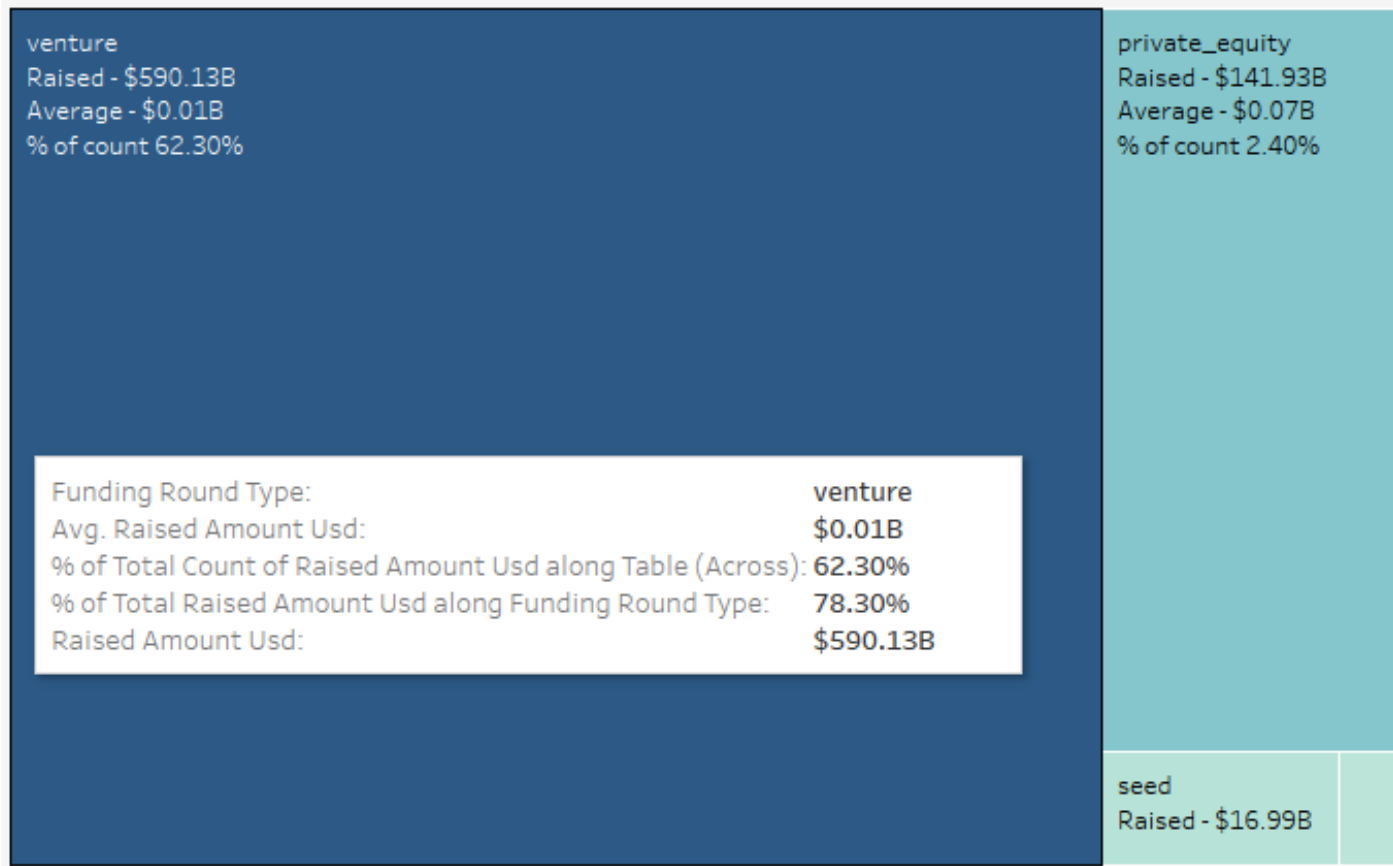 venture
Raised - $590.13B
Average - $0.01B
% of count 62.30%
private_equity
Raised - $141.93B
Average - $0.07B
% of count 2.40%
Funding Round Type: venture
Avg. Raised Amount Usd: $0.01B
% of Total Count of Raised Amount Usd along Table (Across): 62.30%
% of Total Raised Amount Usd along Funding Round Type: 78.30%
Raised Amount Usd: $590.13B
seed
Raised - $16.99B